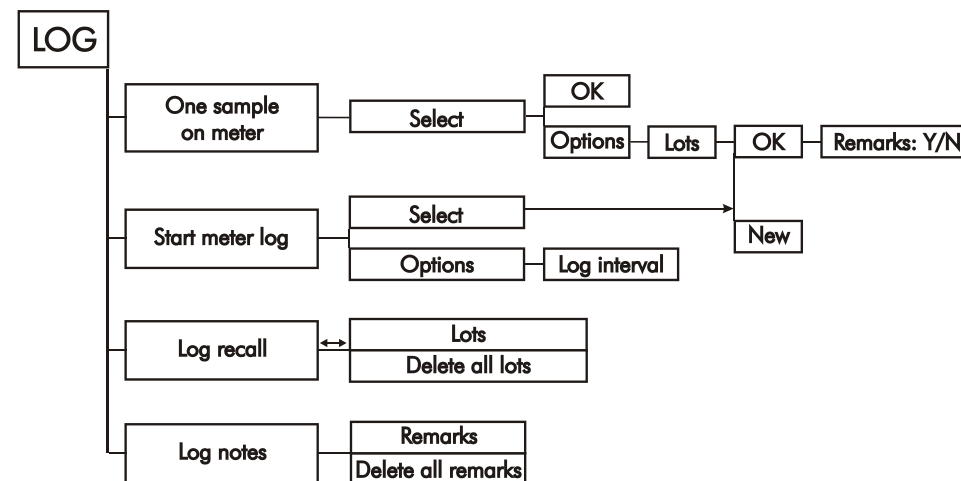 LOG
One sample
on meter
Select
OK
Options
Lots
OK
Remarks: Y/N
New
Start meter log
Select
Options
Log interval
Log recall
Lots
Delete all lots
Log notes
Remarks
Delete all remarks